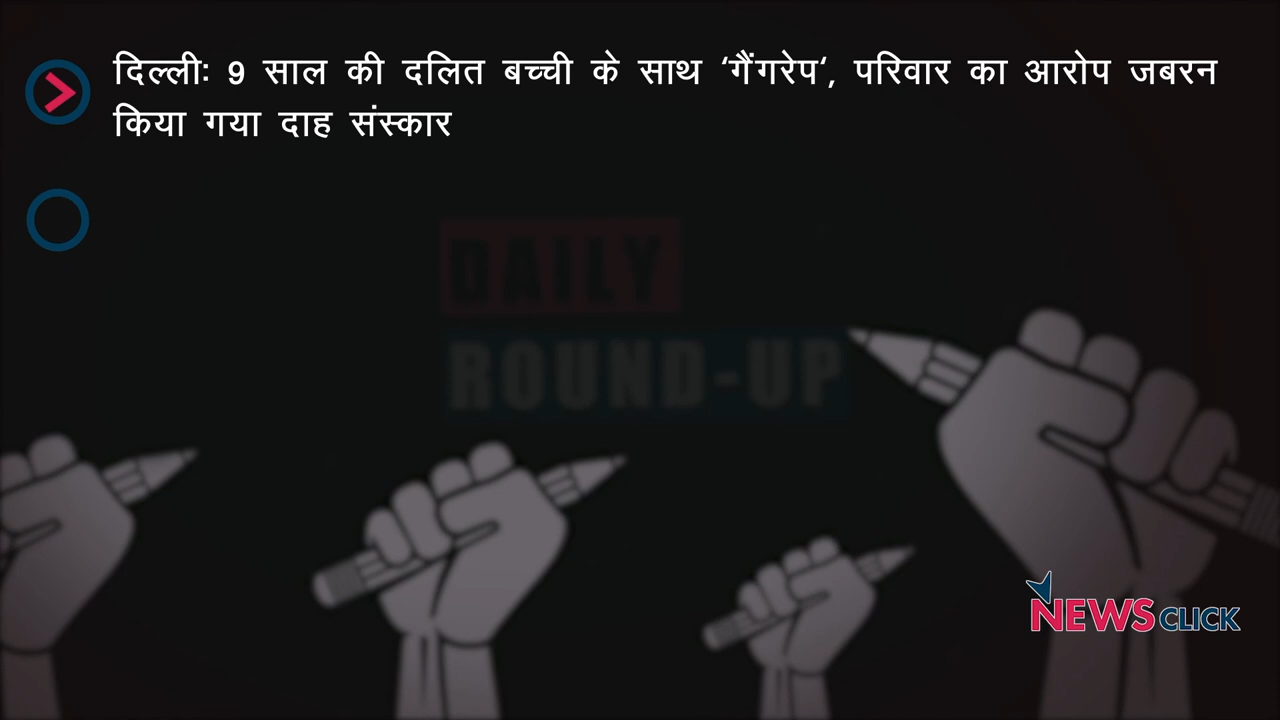 दिल्लीः 9 साल की दलित बच्ची के साथ ‘गैंगरेप‘, परिवार का आरोप जबरन
किया गया दाह संस्कार
DAILY
ROUND-UP
NEWSCLICK